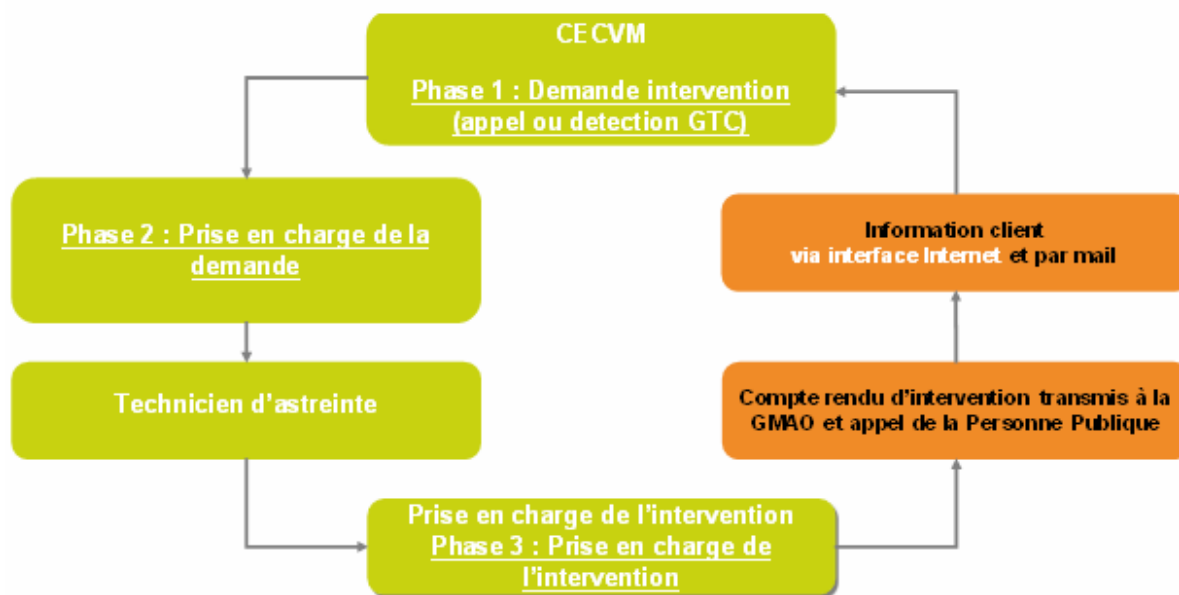 CECVM
Phase 1 : Demande intervention
(appel ou detection GTC)
Phase 2 : Prise en charge de la
demande
Technicien d'astreinte
Prise en charge de l'intervention
Phase 3 : Prise en charge de
l'intervention
Compte rendu d'intervention transmis à la
GMAO et appel de la Personne Publique
Information client
via interface Internet et par mail